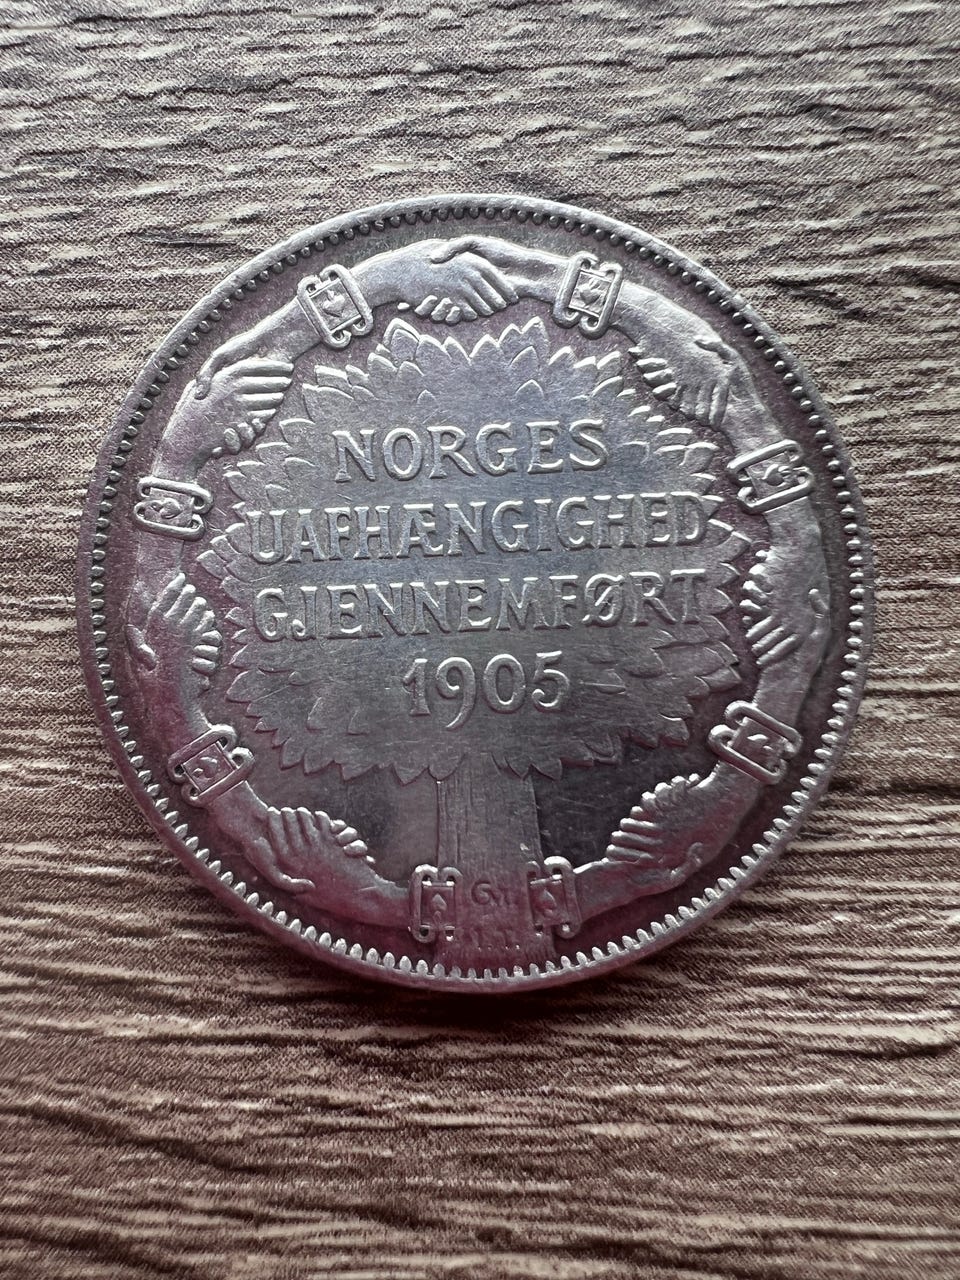 NORGES
UAFHÆNGIGHED
GJENNEMFØRT
1905
I.T.